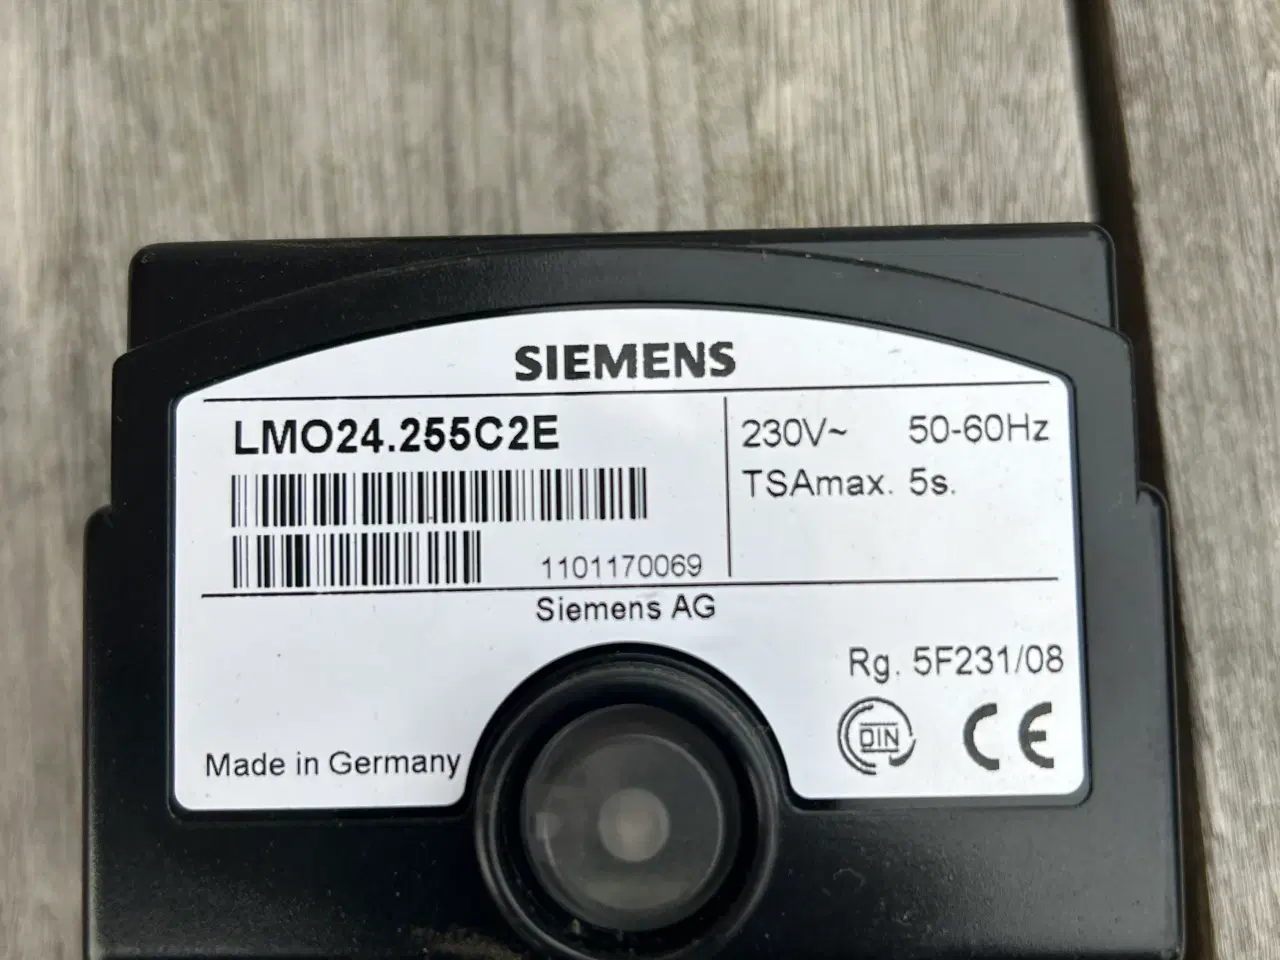 SIEMENS
LMO24.255C2E
230V~ 50-60Hz
TSAmax. 5s.
1101170069
Siemens AG
Rg. 5F231/08
DIN
CE
Made in Germany